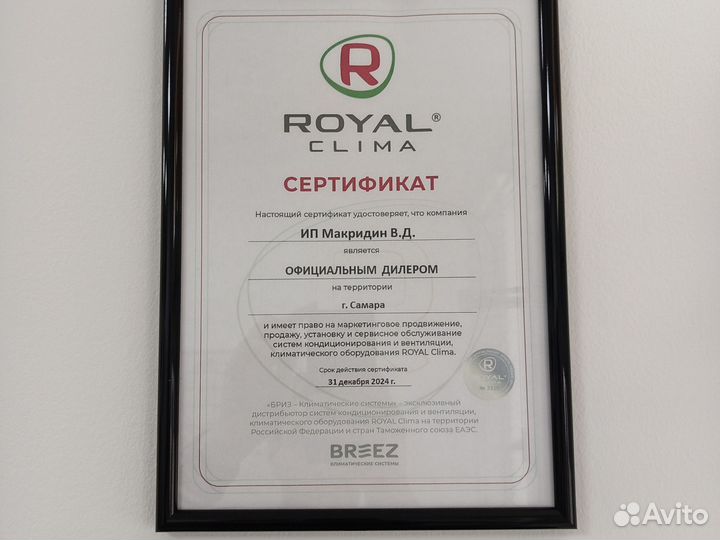 R
ROYAL®
CLIMA
СЕРТИФИКАТ
Настоящий сертификат удостоверяет, что компания
ИП Макридин В.Д.
является
ОФИЦИАЛЬНЫМ ДИЛЕРОМ
на территории
г. Самара
и имеет право на маркетинговое продвижение,
продажу, установку и сервисное обслуживание
систем кондиционирования и вентиляции,
климатического оборудования ROYAL Clima.
Срок действия сертификата
31 декабря 2024 г.
R
ROYAL
«БРИЗ – Климатические системы» – эксклюзивный
дистрибьютор систем кондиционирования и вентиляции,
климатического оборудования ROYAL Clima на территории
Российской Федерации и стран Таможенного союза ЕАЭС.
BREEZ
КЛИМАТИЧЕСКИЕ СИСТЕМЫ
Avito